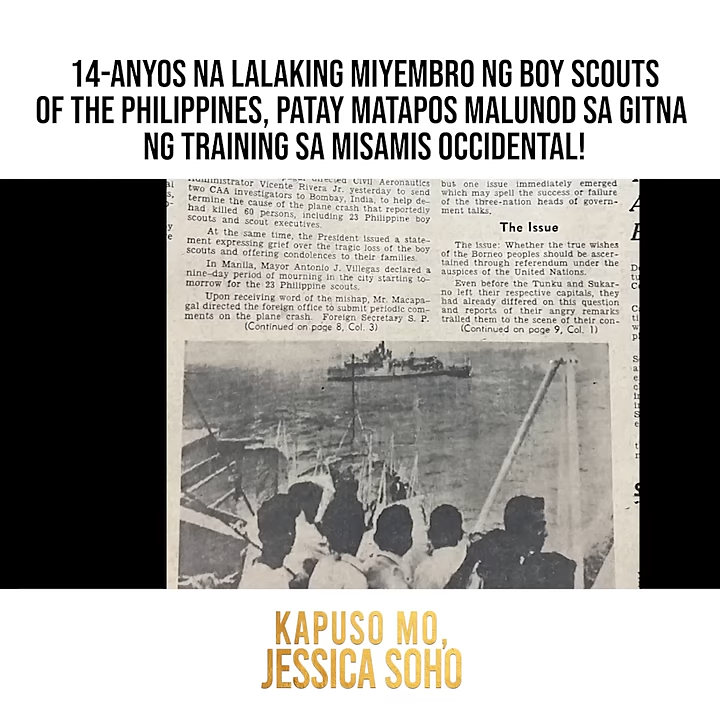 14-ANYOS NA LALAKING MIYEMBRO NG BOY SCOUTS
OF THE PHILIPPINES, PATAY MATAPOS MALUNOD SA GITNA
NG TRAINING SA MISAMIS OCCIDENTAL!
directed Civil Aeronautics
Administrator Vicente Rivera Jr. yesterday to send
two CAA investigators to Bombay, India, to help de-
termine the cause of the plane crash that reportedly
had killed 60 persons, including 23 Philippine boy
scouts and scout executives.
At the same time, the President issued a state-
ment expressing grief over the tragic loss of the boy
scouts and offering condolences to their families.
In Manila, Mayor Antonio J. Villegas declared a
nine-day period of mourning in the city starting to-
morrow for the 23 Philippine scouts.
Upon receiving word of the mishap, Mr. Macapa-
gal directed the foreign office to submit periodic com-
ments on the plane crash. Foreign Secretary S. P.
(Continued on page 8, Col. 3)
but one issue immediately emerged
which may spell the success or failure
of the three-nation heads of govern-
ment talks.
The Issue
The issue: Whether the true wishes
of the Borneo peoples should be ascer-
tained through referendum under the
auspices of the United Nations.
Even before the Tunku and Sukar-
no left their respective capitals, they
had already differed on this question
and reports of their angry remarks
trailed them to the scene of their con-
(Continued on page 9, Col. 1)
KAPUSO MO,
JESSICA SOHO